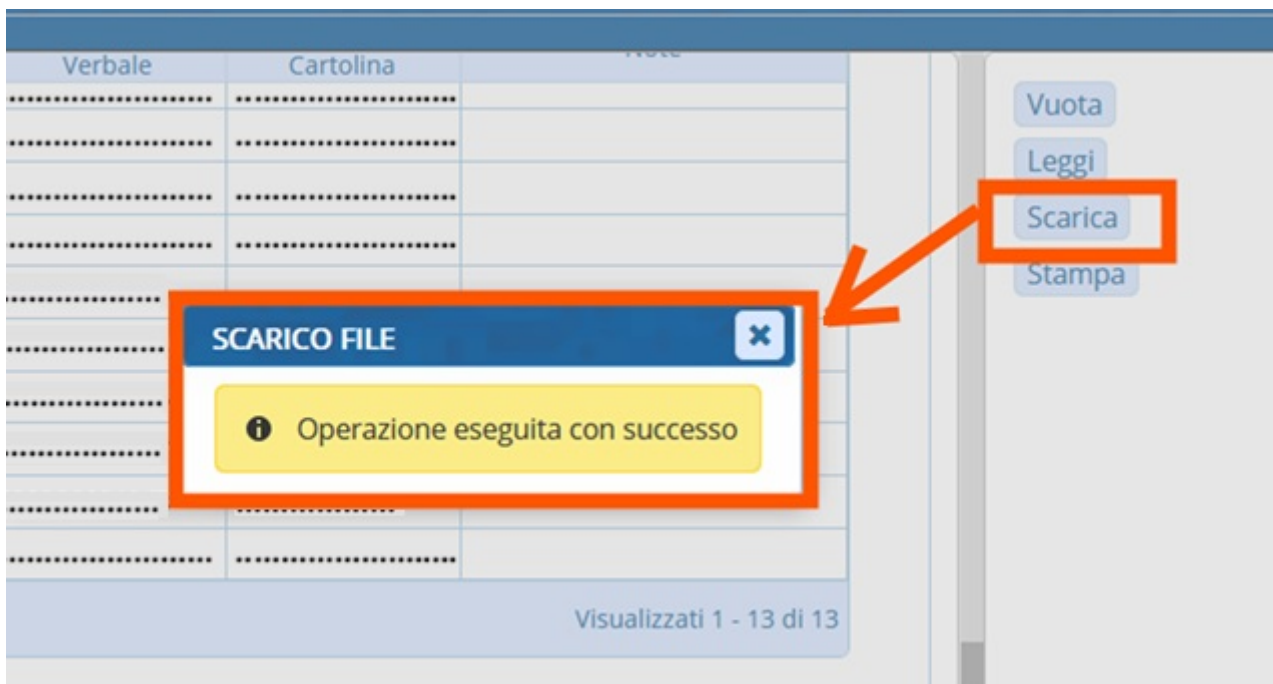 Verbale Cartolina
Vuota
Leggi
Scarica
Stampa
SCARICO FILE
Operazione eseguita con successo
Visualizzati 1 - 13 di 13